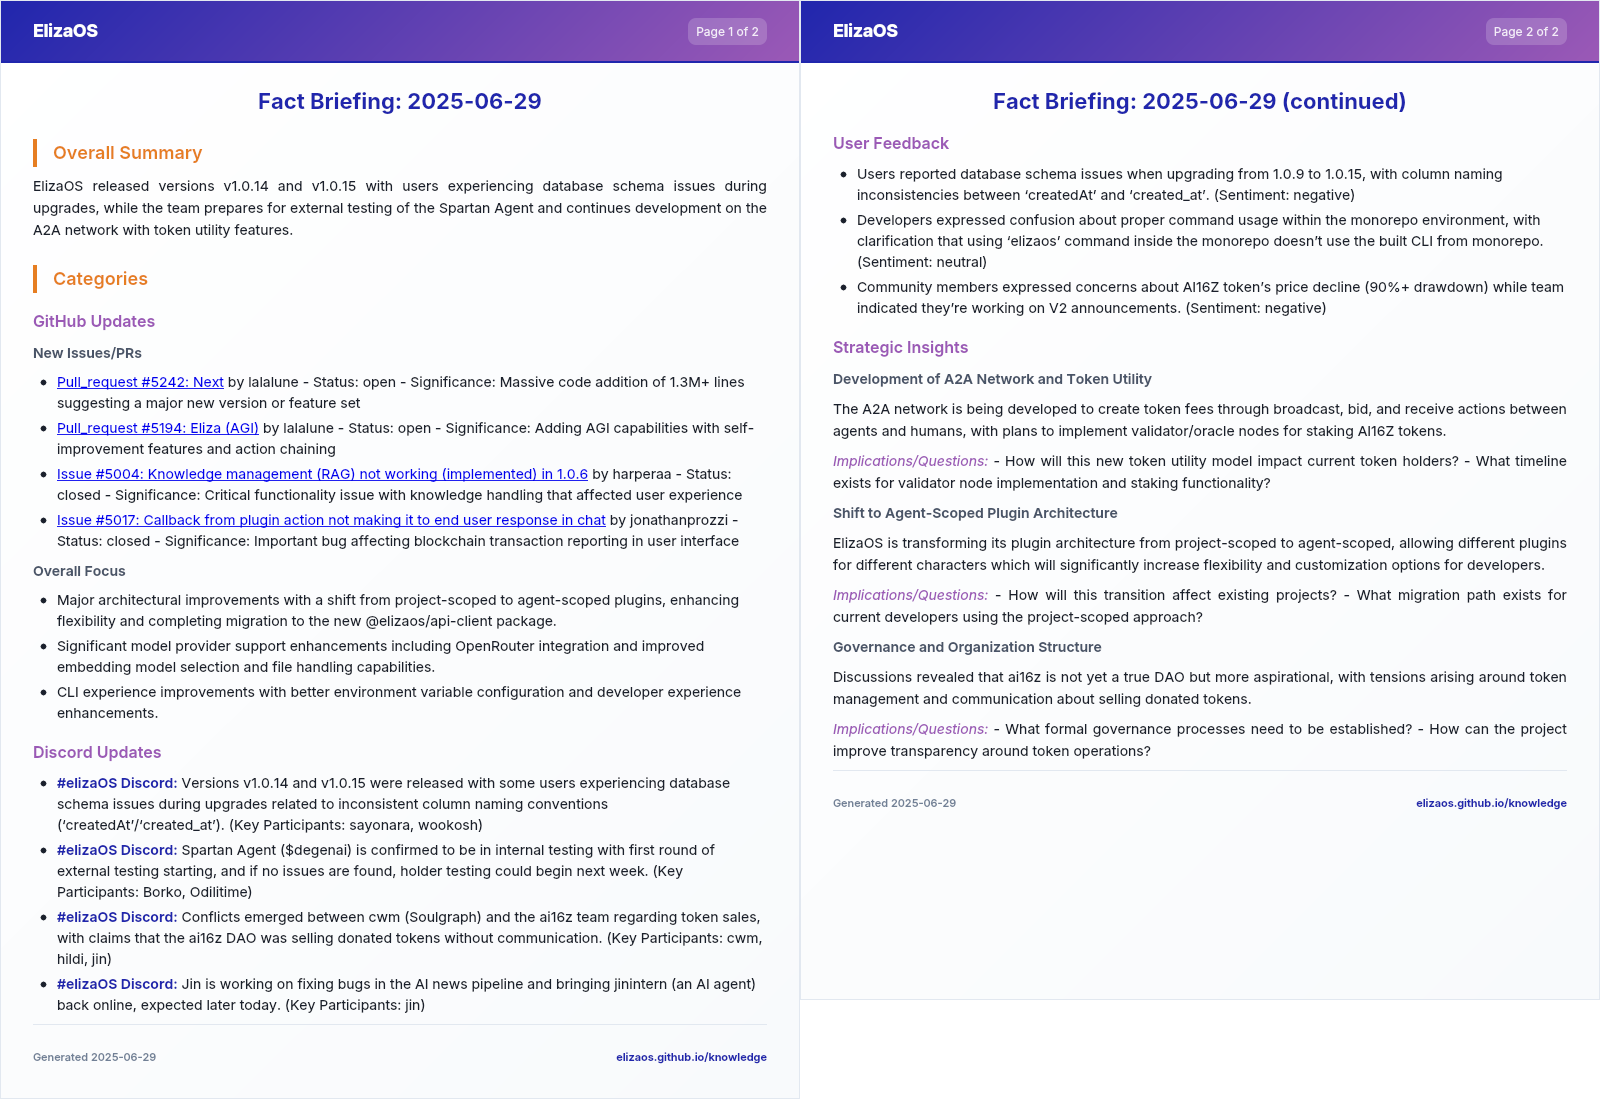 ElizaOS
Page 1 of 2
Fact Briefing: 2025-06-29
Overall Summary
ElizaOS released versions v1.0.14 and v1.0.15 with users experiencing database schema issues during
upgrades, while the team prepares for external testing of the Spartan Agent and continues development on the
A2A network with token utility features.
Categories
GitHub Updates
New Issues/PRs
• Pull_request #5242: Next by lalalune - Status: open - Significance: Massive code addition of 1.3M+ lines
suggesting a major new version or feature set
• Pull_request #5194: Eliza (AGI) by lalalune - Status: open - Significance: Adding AGI capabilities with self-
improvement features and action chaining
• Issue #5004: Knowledge management (RAG) not working (implemented) in 1.0.6 by harperaa - Status:
closed - Significance: Critical functionality issue with knowledge handling that affected user experience
• Issue #5017: Callback from plugin action not making it to end user response in chat by jonathanprozzi -
Status: closed - Significance: Important bug affecting blockchain transaction reporting in user interface
Overall Focus
• Major architectural improvements with a shift from project-scoped to agent-scoped plugins, enhancing
flexibility and completing migration to the new @elizaos/api-client package.
• Significant model provider support enhancements including OpenRouter integration and improved
embedding model selection and file handling capabilities.
• CLI experience improvements with better environment variable configuration and developer experience
enhancements.
Discord Updates
• #elizaOS Discord: Versions v1.0.14 and v1.0.15 were released with some users experiencing database
schema issues during upgrades related to inconsistent column naming conventions
(‘createdAt’/‘created_at’). (Key Participants: sayonara, wookosh)
• #elizaOS Discord: Spartan Agent ($degenai) is confirmed to be in internal testing with first round of
external testing starting, and if no issues are found, holder testing could begin next week. (Key
Participants: Borko, Odilitime)
• #elizaOS Discord: Conflicts emerged between cwm (Soulgraph) and the ai16z team regarding token sales,
with claims that the ai16z DAO was selling donated tokens without communication. (Key Participants: cwm,
hildi, jin)
• #elizaOS Discord: Jin is working on fixing bugs in the AI news pipeline and bringing jinintern (an AI agent)
back online, expected later today. (Key Participants: jin)
Generated 2025-06-29
elizaos.github.io/knowledge
ElizaOS
Page 2 of 2
Fact Briefing: 2025-06-29 (continued)
User Feedback
• Users reported database schema issues when upgrading from 1.0.9 to 1.0.15, with column naming
inconsistencies between ‘createdAt’ and ‘created_at’. (Sentiment: negative)
• Developers expressed confusion about proper command usage within the monorepo environment, with
clarification that using ‘elizaos’ command inside the monorepo doesn’t use the built CLI from monorepo.
(Sentiment: neutral)
• Community members expressed concerns about AI16Z token’s price decline (90%+ drawdown) while team
indicated they’re working on V2 announcements. (Sentiment: negative)
Strategic Insights
Development of A2A Network and Token Utility
The A2A network is being developed to create token fees through broadcast, bid, and receive actions between
agents and humans, with plans to implement validator/oracle nodes for staking AI16Z tokens.
Implications/Questions: - How will this new token utility model impact current token holders? - What timeline
exists for validator node implementation and staking functionality?
Shift to Agent-Scoped Plugin Architecture
ElizaOS is transforming its plugin architecture from project-scoped to agent-scoped, allowing different plugins
for different characters which will significantly increase flexibility and customization options for developers.
Implications/Questions: - How will this transition affect existing projects? - What migration path exists for
current developers using the project-scoped approach?
Governance and Organization Structure
Discussions revealed that ai16z is not yet a true DAO but more aspirational, with tensions arising around token
management and communication about selling donated tokens.
Implications/Questions: - What formal governance processes need to be established? - How can the project
improve transparency around token operations?
Generated 2025-06-29
elizaos.github.io/knowledge